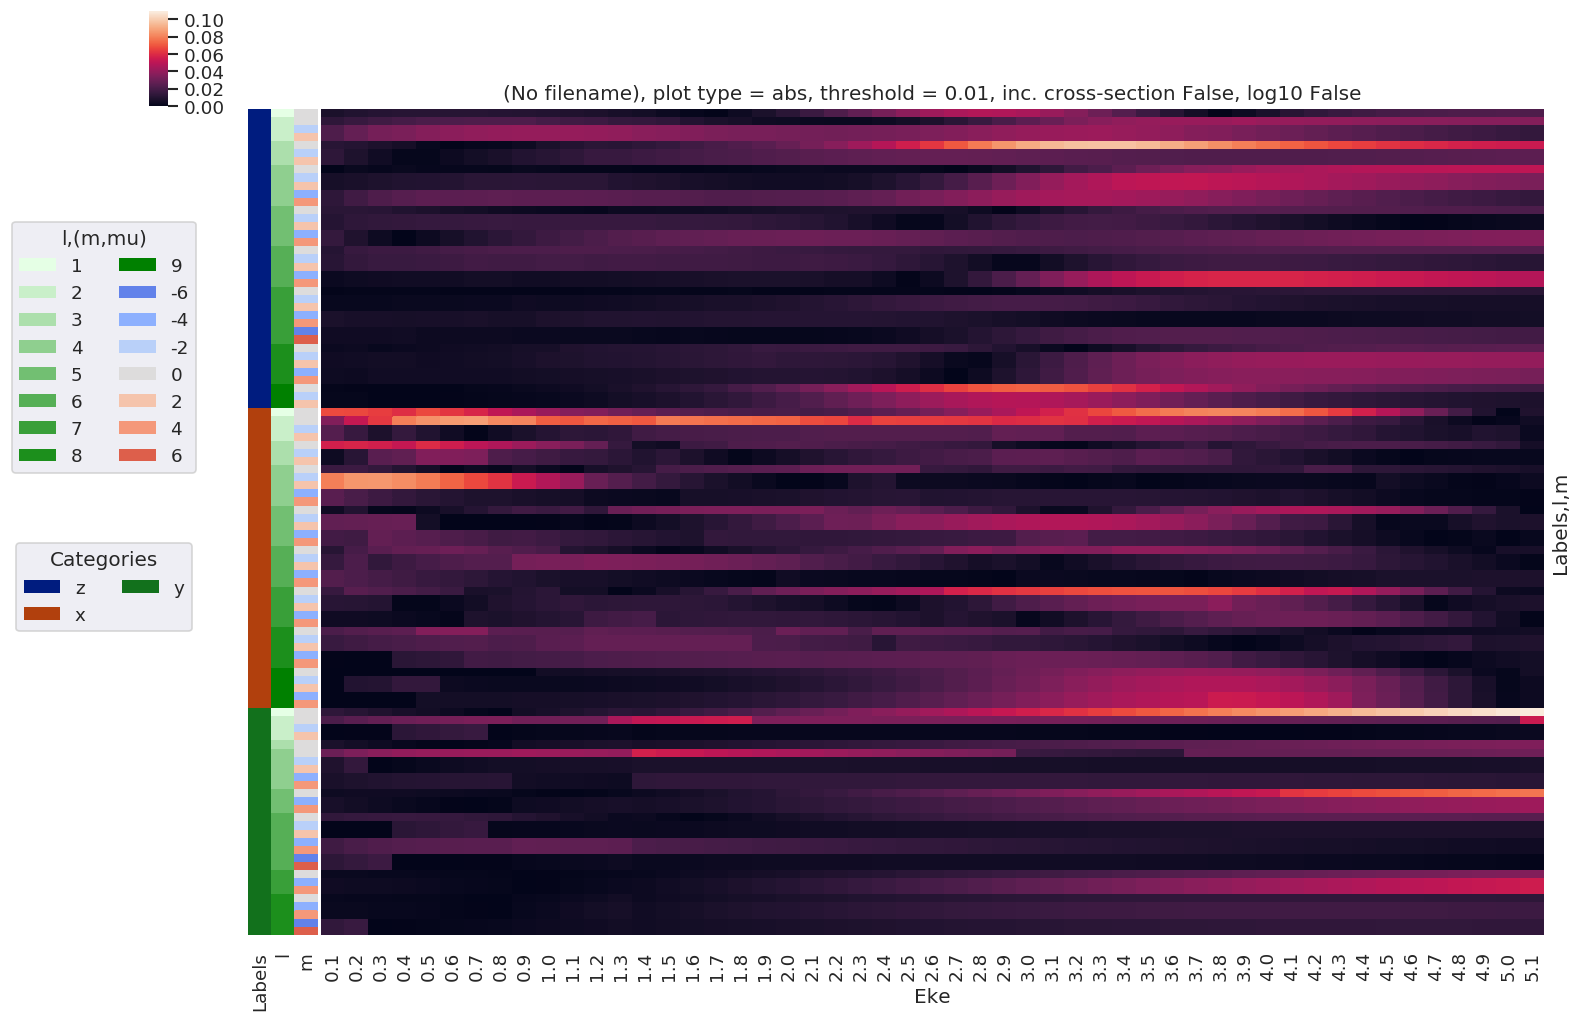 0.10
0.08
0.06
0.04
0.02
0.00
(No filename), plot type = abs, threshold = 0.01, inc. cross-section False, log10 False
l,(m,mu)
1 9
2 -6
3 -4
4 -2
5 0
6 2
7 4
8 6
Categories
z y
x
Labels,l,m
Labels l m 0.1 0.2 0.3 0.4 0.5 0.6 0.7 0.8 0.9 1.0 1.1 1.2 1.3 1.4 1.5 1.6 1.7 1.8 1.9 2.0 2.1 2.2 2.3 2.4 2.5 2.6 2.7 2.8 2.9 3.0 3.1 3.2 3.3 3.4 3.5 3.6 3.7 3.8 3.9 4.0 4.1 4.2 4.3 4.4 4.5 4.6 4.7 4.8 4.9 5.0 5.1
Eke